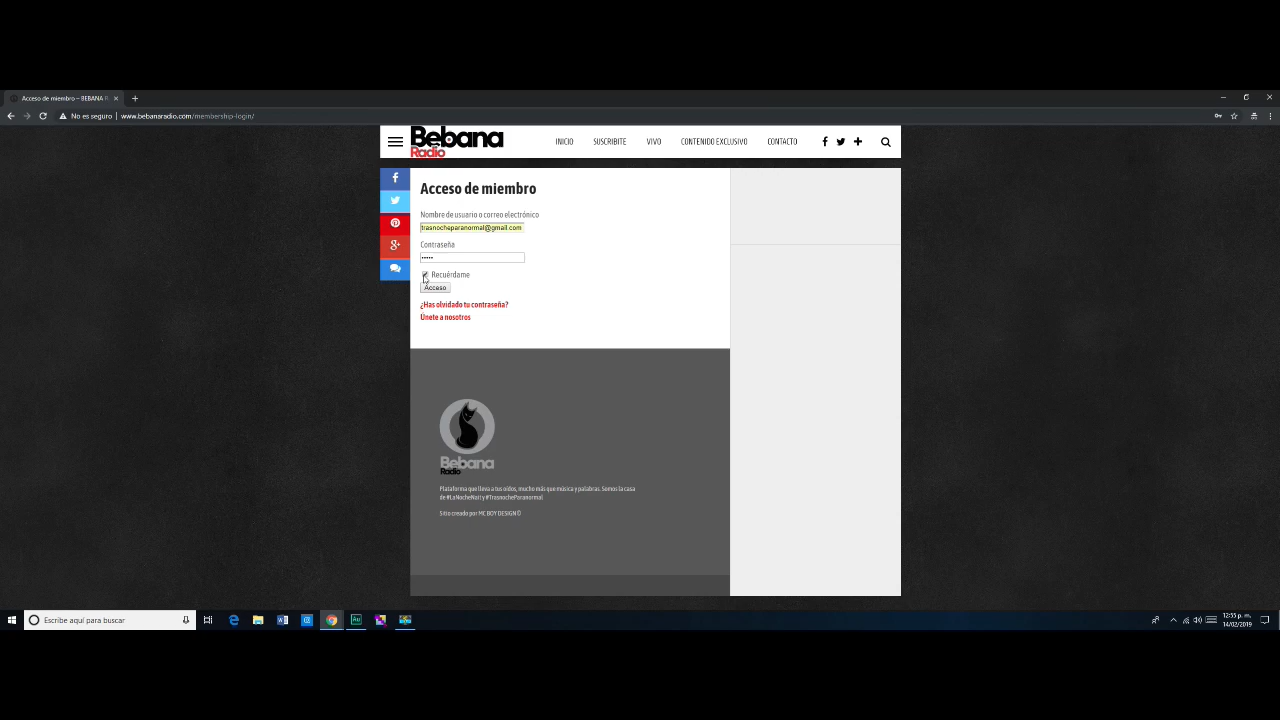 Acceso de miembro – BEBANA R
No es seguro
www.bebanaradio.com/membership-login/
Bebana
Radio
INICIO
SUSCRIBITE
VIVO
CONTENIDO EXCLUSIVO
CONTACTO
Acceso de miembro
Nombre de usuario o correo electrónico
trasnocheparanormal@gmail.com
Contraseña
•••••
Recuérdame
Acceso
¿Has olvidado tu contraseña?
Únete a nosotros
Bebana
Radio
Plataforma que lleva a tus oídos, mucho más que música y palabras. Somos la casa
de #LaNocheNait y #TrasnocheParanormal
Sitio creado por MC BOY DESIGN©
Escribe aquí para buscar
Au
12:55 p. m.
14/02/2019